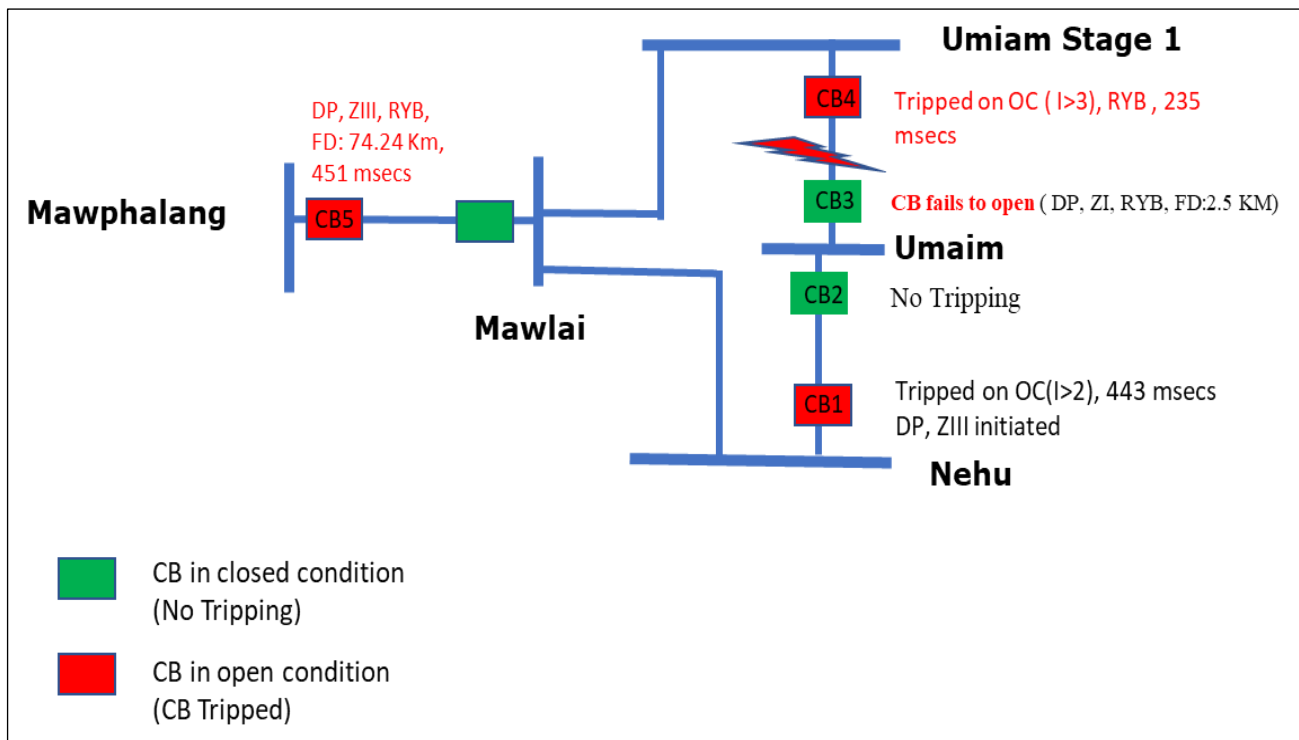 Umiam Stage 1
DP, ZIII, RYB,
FD: 74.24 Km,
451 msecs
CB4
Tripped on OC ( I>3), RYB , 235
msecs
Mawphalang
CB5
CB3
CB fails to open ( DP, ZI, RYB, FD:2.5 KM)
Umaim
CB2
No Tripping
Mawlai
CB1
Tripped on OC(I>2), 443 msecs
DP, ZIII initiated
Nehu
CB in closed condition
(No Tripping)
CB in open condition
(CB Tripped)